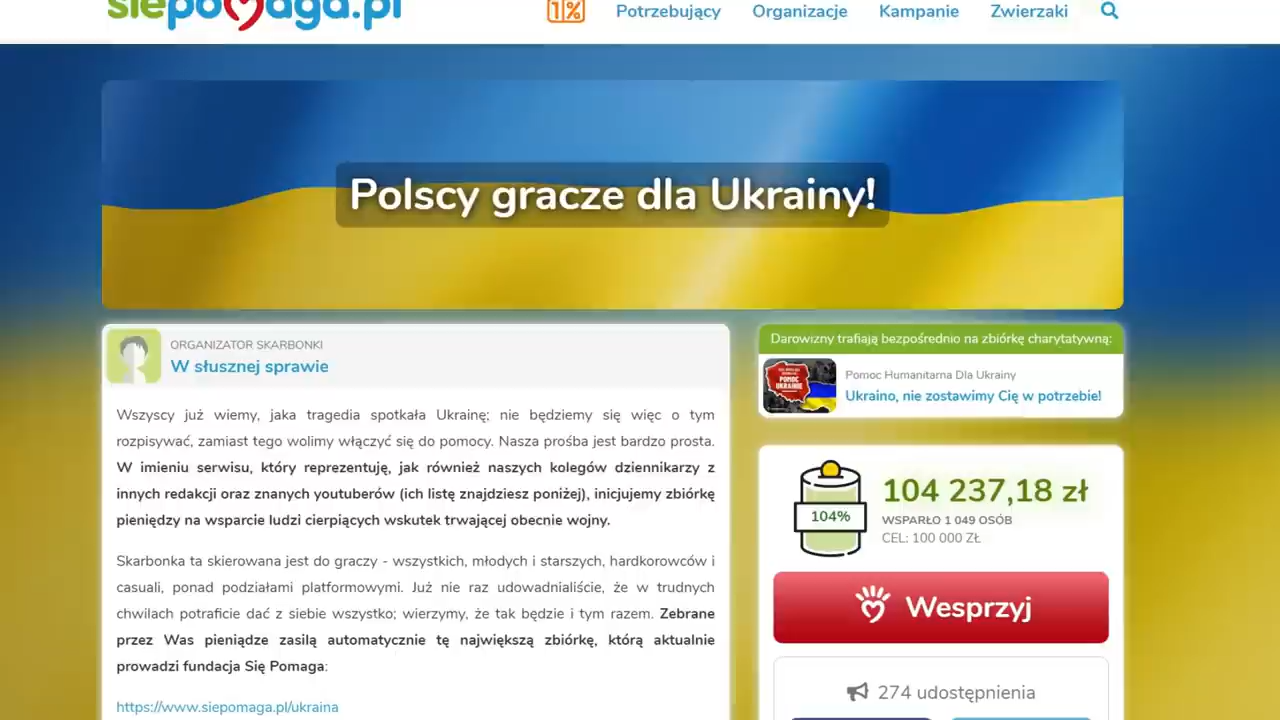 siepomaga.pl
1%
Potrzebujący
Organizacje
Kampanie
Zwierzaki
Polscy gracze dla Ukrainy!
ORGANIZATOR SKARBONKI
W słusznej sprawie
Wszyscy już wiemy, jaka tragedia spotkała Ukrainę; nie będziemy się więc o tym
rozpisywać, zamiast tego wolimy włączyć się do pomocy. Nasza prośba jest bardzo prosta.
W imieniu serwisu, który reprezentuję, jak również naszych kolegów dziennikarzy z
innych redakcji oraz znanych youtuberów (ich listę znajdziesz poniżej), inicjujemy zbiórkę
pieniędzy na wsparcie ludzi cierpiących wskutek trwającej obecnie wojny.
Skarbonka ta skierowana jest do graczy - wszystkich, młodych i starszych, hardkorowców i
casuali, ponad podziałami platformowymi. Już nie raz udowadnialiście, że w trudnych
chwilach potraficie dać z siebie wszystko; wierzymy, że tak będzie i tym razem. Zebrane
przez Was pieniądze zasilą automatycznie tę największą zbiórkę, którą aktualnie
prowadzi fundacja Się Pomaga:
https://www.siepomaga.pl/ukraina
Darowizny trafiają bezpośrednio na zbiórkę charytatywną:
POMOC
UKRAINIE
Pomoc Humanitarna Dla Ukrainy
Ukraino, nie zostawimy Cię w potrzebie!
104%
104 237,18 zł
WSPARŁO 1 049 OSÓB
CEL: 100 000 ZŁ
Wesprzyj
274 udostępnienia